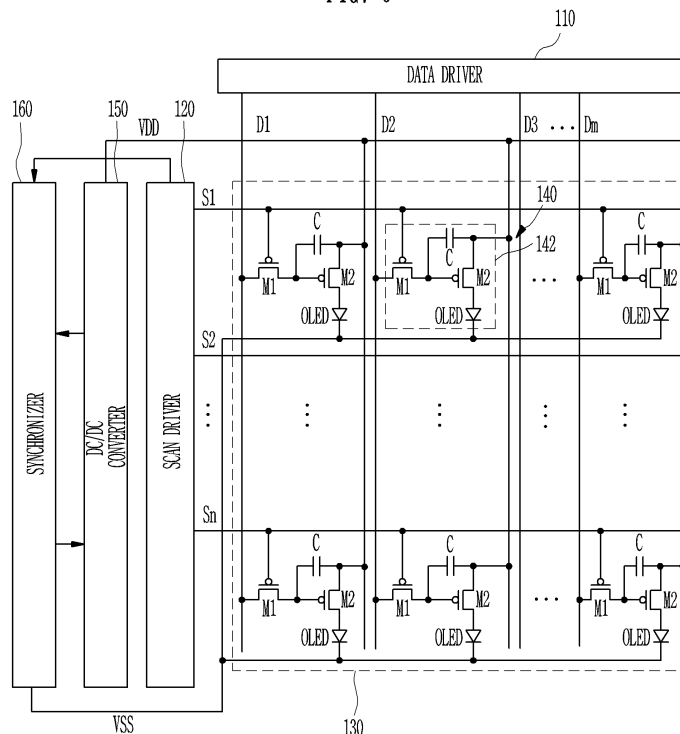 110
DATA DRIVER
160
150
120
VDD
D1
D2
D3 ··· Dm
S1
C
C
140
142
C
M1
M2
M1
M2
···
M1
M2
OLED
OLED
OLED
S2
SYNCHRONIZER
DC/DC
CONVERTER
SCAN DRIVER
Sn
C
C
C
M1
M2
M1
M2
···
M1
M2
OLED
OLED
OLED
VSS
130